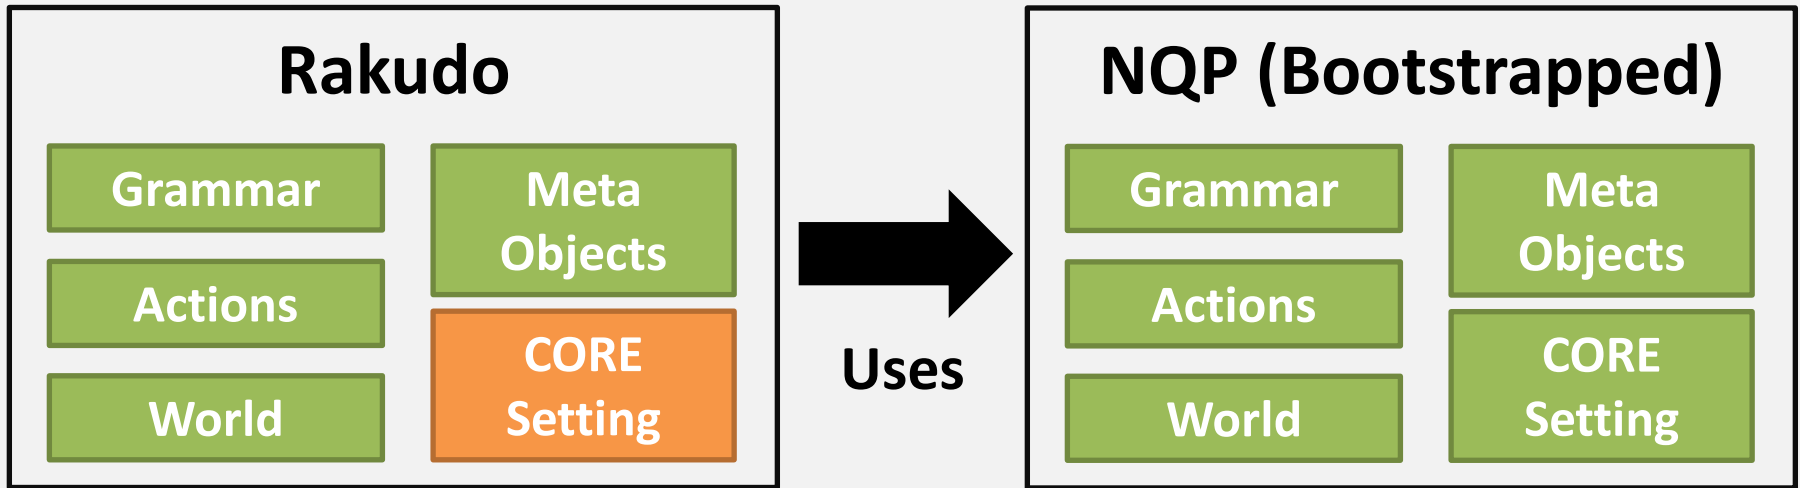 Rakudo
Grammar
Actions
World
Meta
Objects
CORE
Setting
Uses
NQP (Bootstrapped)
Grammar
Actions
World
Meta
Objects
CORE
Setting